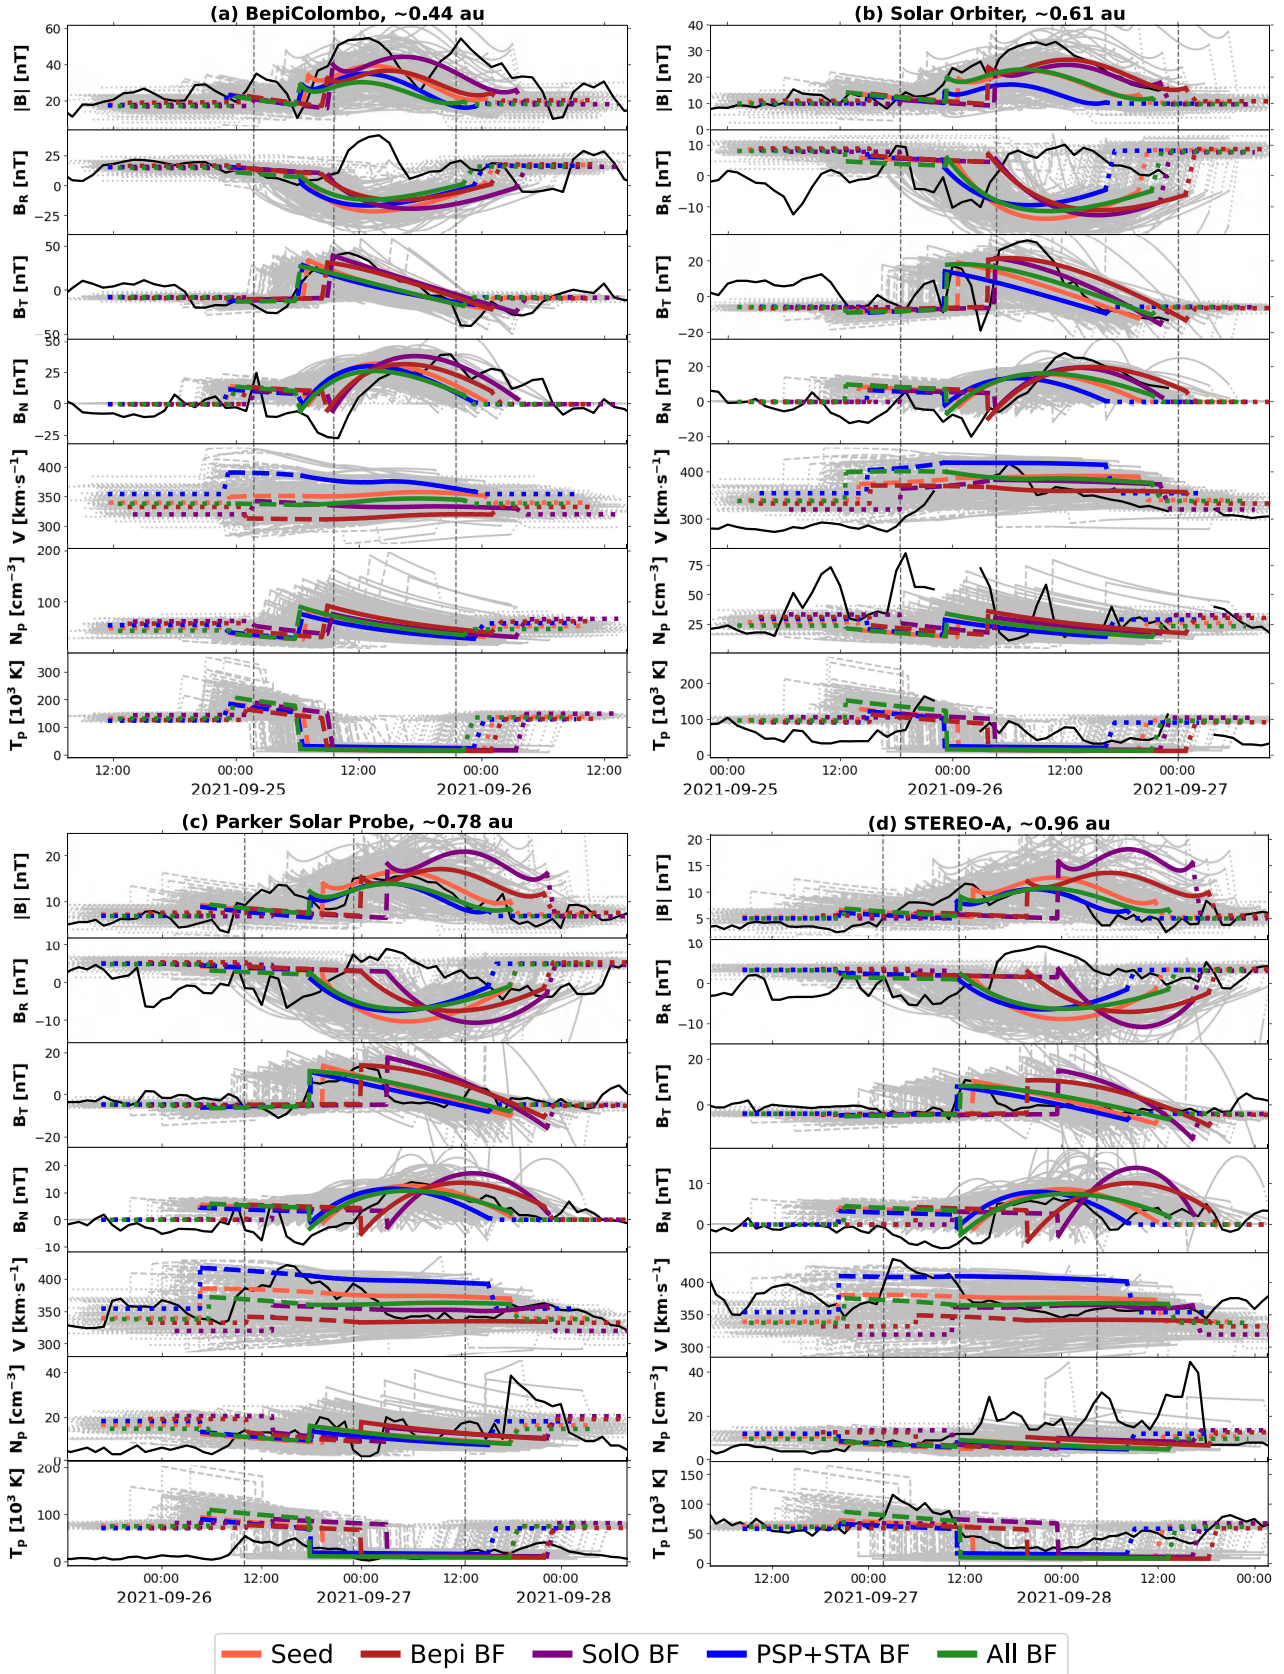 (a) BepiColombo, ~0.44 au
|B| [nT]
60
40
20
B_R [nT]
25
0
−25
B_T [nT]
50
0
−50
B_N [nT]
50
25
0
−25
V [km·s⁻¹]
400
350
300
N_p [cm⁻³]
200
100
T_p [10³ K]
300
200
100
0
12:00 00:00 12:00 00:00 12:00
2021-09-25 2021-09-26
(b) Solar Orbiter, ~0.61 au
|B| [nT]
40
30
20
10
0
B_R [nT]
10
0
−10
B_T [nT]
20
0
−20
B_N [nT]
20
0
−20
V [km·s⁻¹]
400
300
N_p [cm⁻³]
75
50
25
T_p [10³ K]
200
100
0
00:00 12:00 00:00 12:00 00:00
2021-09-25 2021-09-26 2021-09-27
(c) Parker Solar Probe, ~0.78 au
|B| [nT]
20
10
B_R [nT]
10
0
−10
B_T [nT]
20
0
−20
B_N [nT]
20
10
0
10
V [km·s⁻¹]
400
350
300
N_p [cm⁻³]
40
20
0
T_p [10³ K]
200
100
0
00:00 12:00 00:00 12:00 00:00
2021-09-26 2021-09-27 2021-09-28
(d) STEREO-A, ~0.96 au
|B| [nT]
20
15
10
5
B_R [nT]
10
0
−10
B_T [nT]
20
0
B_N [nT]
10
0
V [km·s⁻¹]
400
350
300
N_p [cm⁻³]
40
20
0
T_p [10³ K]
150
100
50
0
12:00 00:00 12:00 00:00 12:00 00:00
2021-09-27 2021-09-28
Seed Bepi BF SolO BF PSP+STA BF All BF